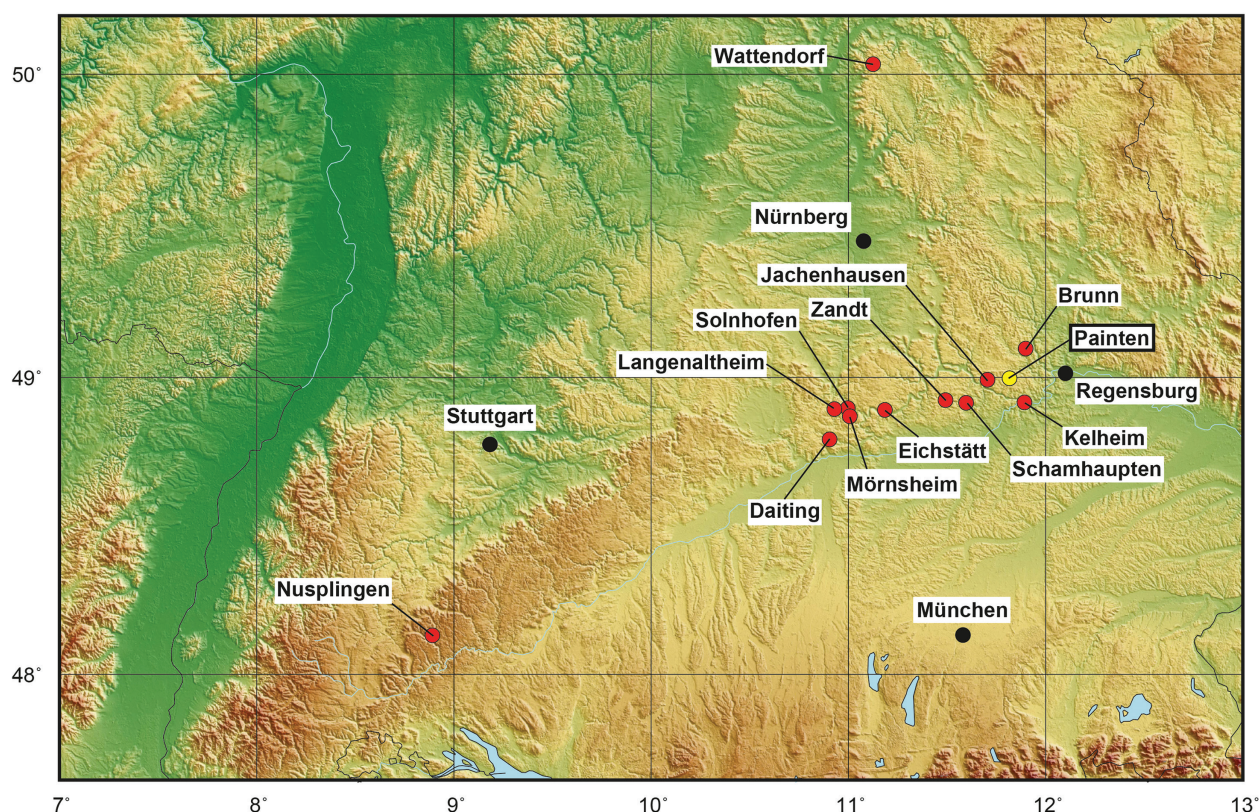 Wattendorf
50°
Nürnberg
Jachenhausen
Brunn
Zandt
Solnhofen
Painten
Langenaltheim
49°
Regensburg
Stuttgart
Kelheim
Eichstätt
Schamhaupten
Mörnsheim
Daiting
Nusplingen
München
48°
7° 8° 9° 10° 11° 12° 13°